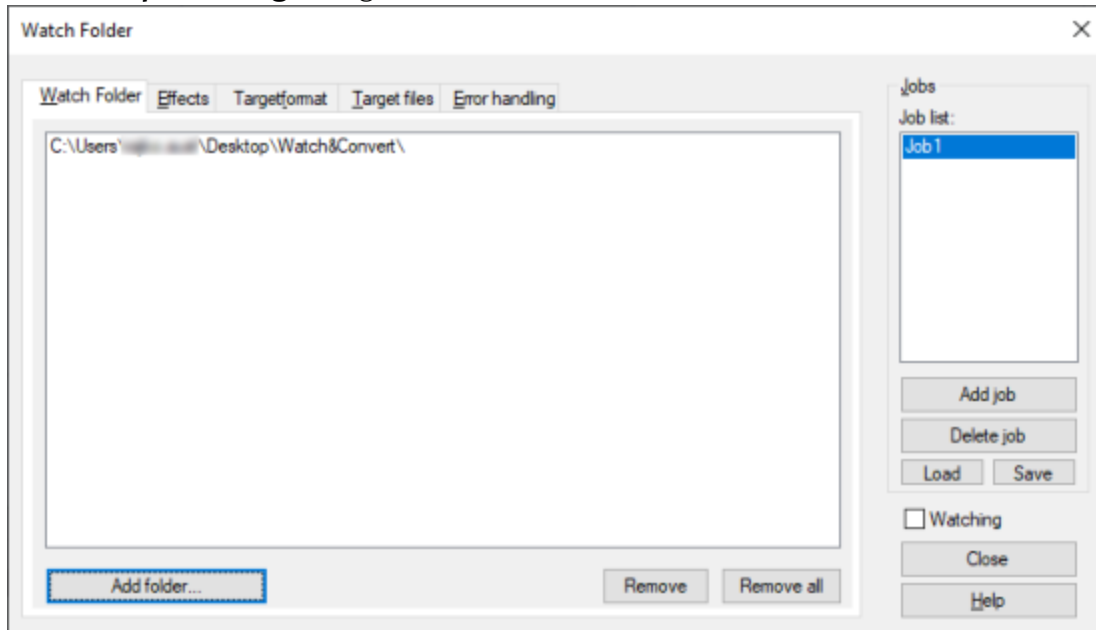 Watch Folder
Watch Folder Effects Targetformat Target files Error handling
C:\Users\ \Desktop\Watch&Convert\
Add folder...
Remove
Remove all
Jobs
Job list:
Job1
Add job
Delete job
Load
Save
Watching
Close
Help